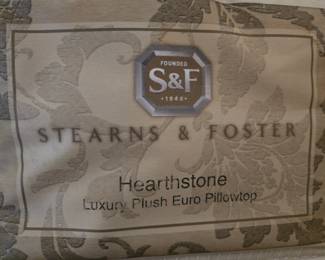 FOUNDED
S&F
·1846·
STEARNS & FOSTER
Hearthstone
Luxury Plush Euro Pillowtop